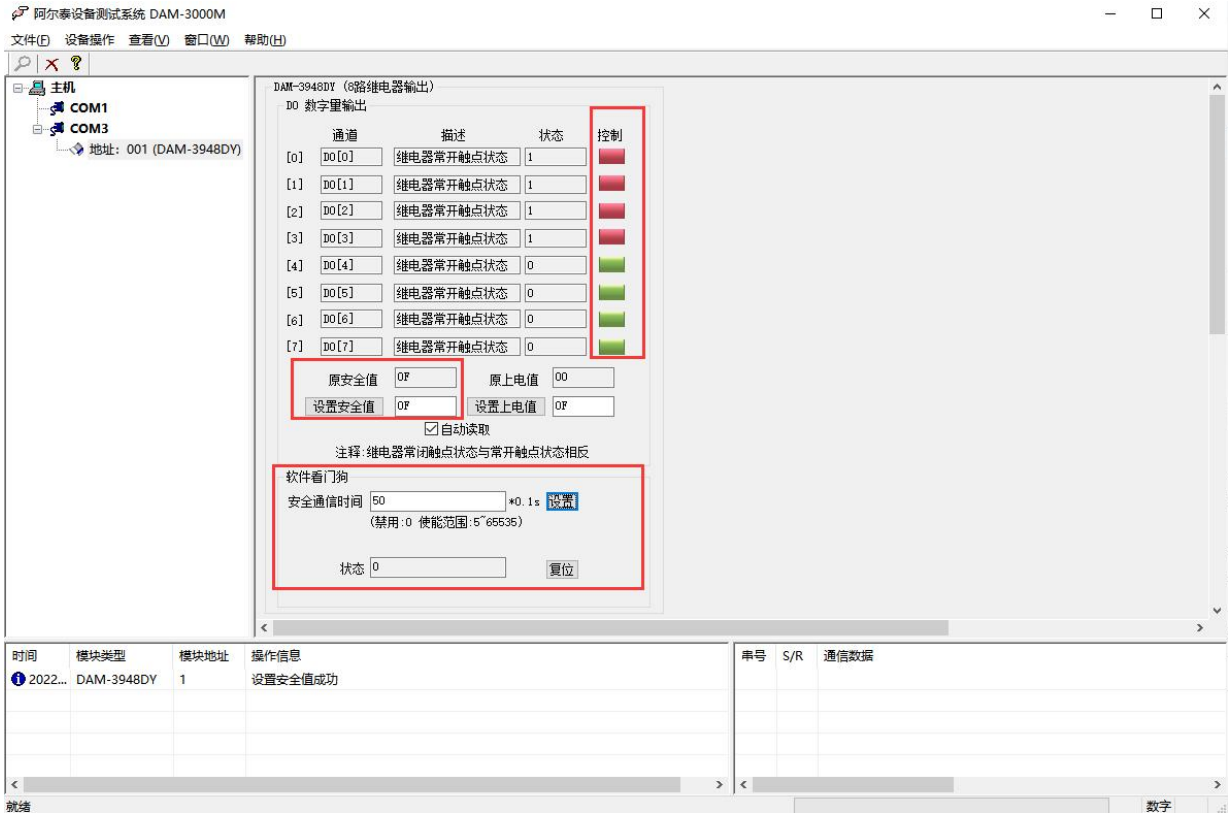 阿尔泰设备测试系统 DAM-3000M
文件(F) 设备操作 查看(V) 窗口(W) 帮助(H)
主机
COM1
COM3
地址：001 (DAM-3948DY)
DAM-3948DY (8路继电器输出)
DO 数字量输出
通道 描述 状态 控制
[0] DO[0] 继电器常开触点状态 1
[1] DO[1] 继电器常开触点状态 1
[2] DO[2] 继电器常开触点状态 1
[3] DO[3] 继电器常开触点状态 1
[4] DO[4] 继电器常开触点状态 0
[5] DO[5] 继电器常开触点状态 0
[6] DO[6] 继电器常开触点状态 0
[7] DO[7] 继电器常开触点状态 0
原安全值 0F 原上电值 00
设置安全值 0F 设置上电值 0F
自动读取
注释:继电器常闭触点状态与常开触点状态相反
软件看门狗
安全通信时间 50 *0.1s 设置
(禁用:0 使能范围:5~65535)
状态 0 复位
时间 模块类型 模块地址 操作信息
2022... DAM-3948DY 1 设置安全值成功
串号 S/R 通信数据
就绪 数字